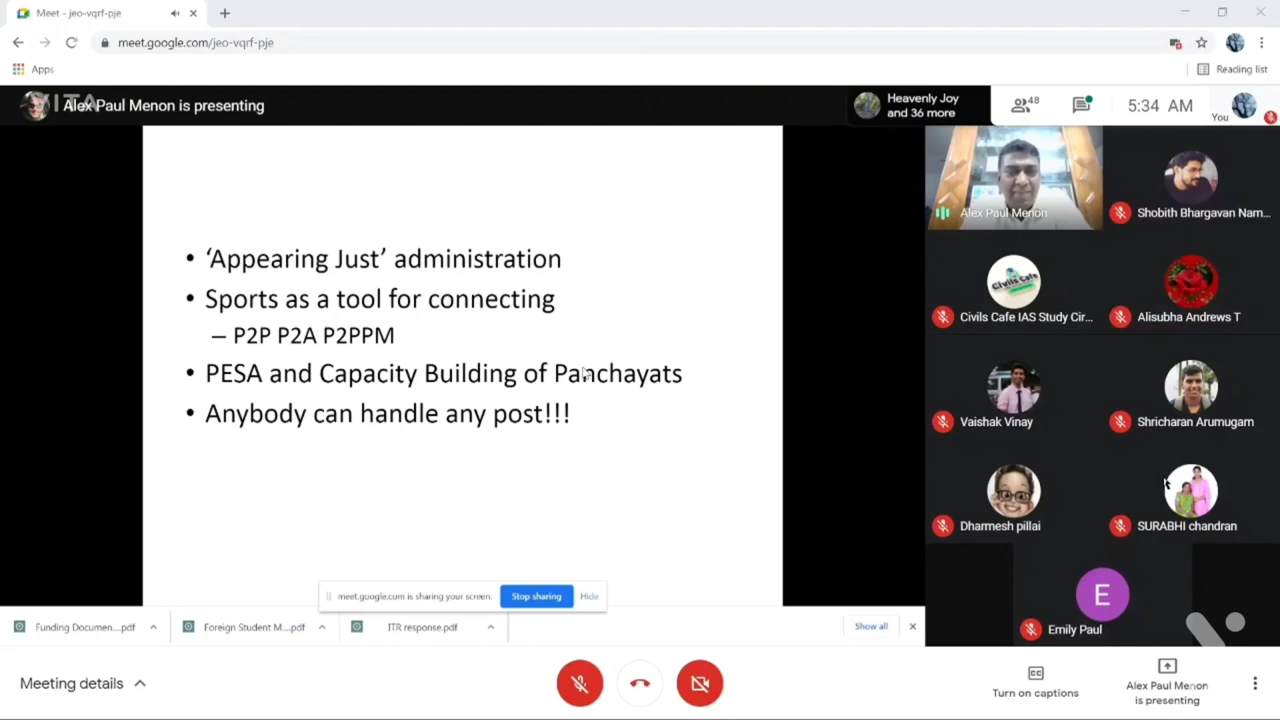 Meet - jeo-vqrf-pje
meet.google.com/jeo-vqrf-pje
Apps
Reading list
VITA
Alex Paul Menon is presenting
Heavenly Joy
and 36 more
48
5:34 AM
You
• ‘Appearing Just’ administration
• Sports as a tool for connecting
– P2P P2A P2PPM
• PESA and Capacity Building of Panchayats
• Anybody can handle any post!!!
Alex Paul Menon
Shobith Bhargavan Nam...
Civils Cafe
Civils Cafe IAS Study Cir...
Alisubha Andrews T
Vaishak Vinay
Shricharan Arumugam
Dharmesh pillai
SURABHI chandran
E
Emily Paul
meet.google.com is sharing your screen.
Stop sharing
Hide
Funding Documen....pdf
Foreign Student M....pdf
ITR response.pdf
Show all
Meeting details
Turn on captions
Alex Paul Menon
is presenting